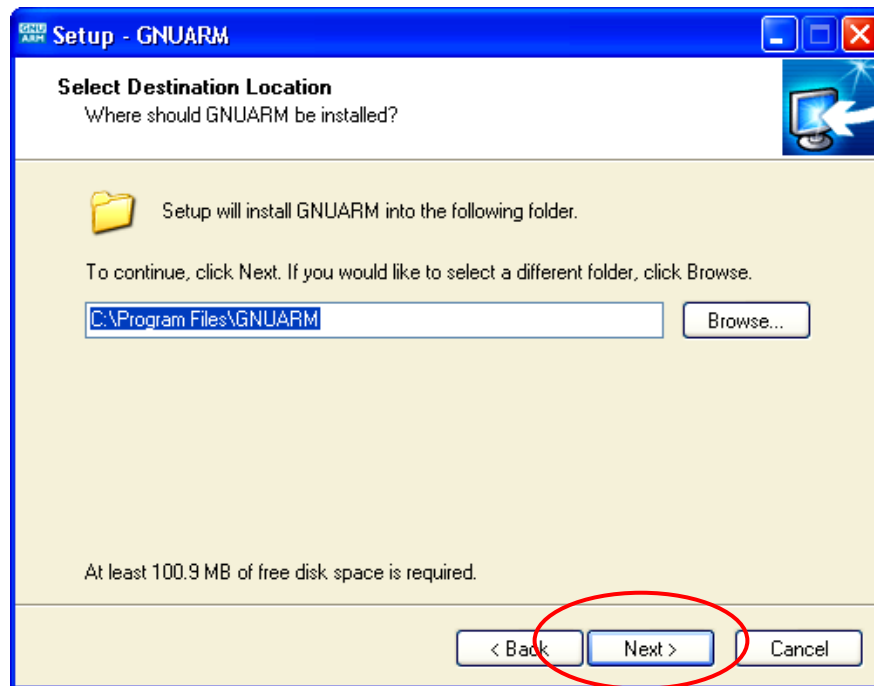 GNU
ARM
Setup - GNUARM
Select Destination Location
Where should GNUARM be installed?
Setup will install GNUARM into the following folder.
To continue, click Next. If you would like to select a different folder, click Browse.
C:\Program Files\GNUARM
Browse...
At least 100.9 MB of free disk space is required.
< Back
Next >
Cancel